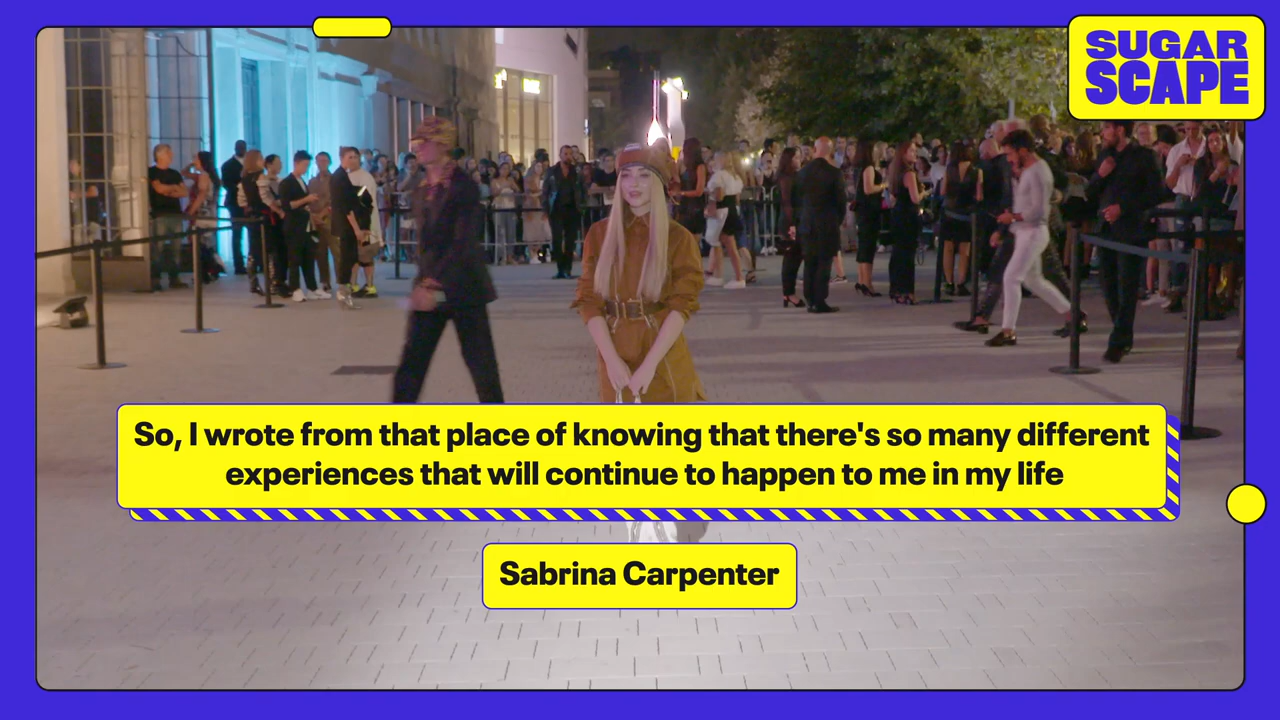 SUGAR
SCAPE
So, I wrote from that place of knowing that there's so many different
experiences that will continue to happen to me in my life
Sabrina Carpenter